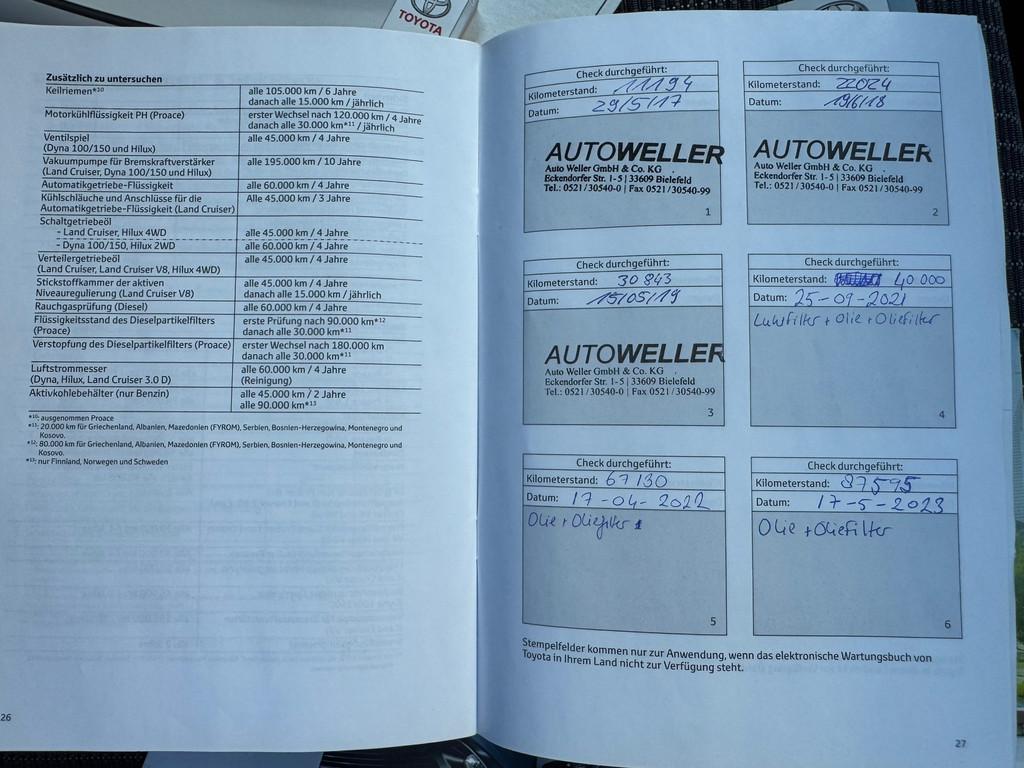 TOYOTA
Zusätzlich zu untersuchen
Keilriemen*10 alle 105.000 km / 6 Jahre
danach alle 15.000 km / jährlich
Motorkühlflüssigkeit PH (Proace) erster Wechsel nach 120.000 km / 4 Jahre
danach alle 30.000 km*11 / jährlich
Ventilspiel alle 45.000 km / 4 Jahre
(Dyna 100/150 und Hilux)
Vakuumpumpe für Bremskraftverstärker alle 195.000 km / 10 Jahre
(Land Cruiser, Dyna 100/150 und Hilux)
Automatikgetriebe-Flüssigkeit alle 60.000 km / 4 Jahre
Kühlschläuche und Anschlüsse für die Alle 45.000 km / 3 Jahre
Automatikgetriebe-Flüssigkeit (Land Cruiser)
Schaltgetriebeöl
- Land Cruiser, Hilux 4WD alle 45.000 km / 4 Jahre
- Dyna 100/150, Hilux 2WD alle 60.000 km / 4 Jahre
Verteilergetriebeöl alle 45.000 km / 4 Jahre
(Land Cruiser, Land Cruiser V8, Hilux 4WD)
Stickstoffkammer der aktiven alle 45.000 km / 4 Jahre
Niveauregulierung (Land Cruiser V8) danach alle 15.000 km / jährlich
Rauchgasprüfung (Diesel) alle 60.000 km / 4 Jahre
Flüssigkeitsstand des Dieselpartikelfilters erste Prüfung nach 90.000 km*12
(Proace) danach alle 30.000 km*11
Verstopfung des Dieselpartikelfilters (Proace) erster Wechsel nach 180.000 km
danach alle 30.000 km*11
Luftstrommesser alle 60.000 km / 4 Jahre
(Dyna, Hilux, Land Cruiser 3.0 D) (Reinigung)
Aktivkohlebehälter (nur Benzin) alle 45.000 km / 2 Jahre
alle 90.000 km*13
*10: ausgenommen Proace
*11: 20.000 km für Griechenland, Albanien, Mazedonien (FYROM), Serbien, Bosnien-Herzegowina, Montenegro und
Kosovo.
*12: 80.000 km für Griechenland, Albanien, Mazedonien (FYROM), Serbien, Bosnien-Herzegowina, Montenegro und
Kosovo.
*13: nur Finnland, Norwegen und Schweden
26
Check durchgeführt:
Kilometerstand: 11194
Datum: 29/5/17
AUTOWELLER
Auto Weller GmbH & Co. KG
Eckendorfer Str. 1-5 | 33609 Bielefeld
Tel.: 0521/30540-0 | Fax 0521/30540-99
1
Check durchgeführt:
Kilometerstand: 22024
Datum: 19/6/18
AUTOWELLER
Auto Weller GmbH & Co. KG
Eckendorfer Str. 1-5 | 33609 Bielefeld
Tel.: 0521/30540-0 | Fax 0521/30540-99
2
Check durchgeführt:
Kilometerstand: 30843
Datum: 15/05/19
AUTOWELLER
Auto Weller GmbH & Co. KG
Eckendorfer Str. 1-5 | 33609 Bielefeld
Tel.: 0521/30540-0 | Fax 0521/30540-99
3
Check durchgeführt:
Kilometerstand: 40000
Datum: 25-09-2021
+ Olie + Oliefilter
4
Check durchgeführt:
Kilometerstand: 67130
Datum: 17-04-2022
Olie + Oliefilter
5
Check durchgeführt:
Kilometerstand: 87595
Datum: 17-5-2023
Olie + Oliefilter
6
Stempelfelder kommen nur zur Anwendung, wenn das elektronische Wartungsbuch von
Toyota in Ihrem Land nicht zur Verfügung steht.
27